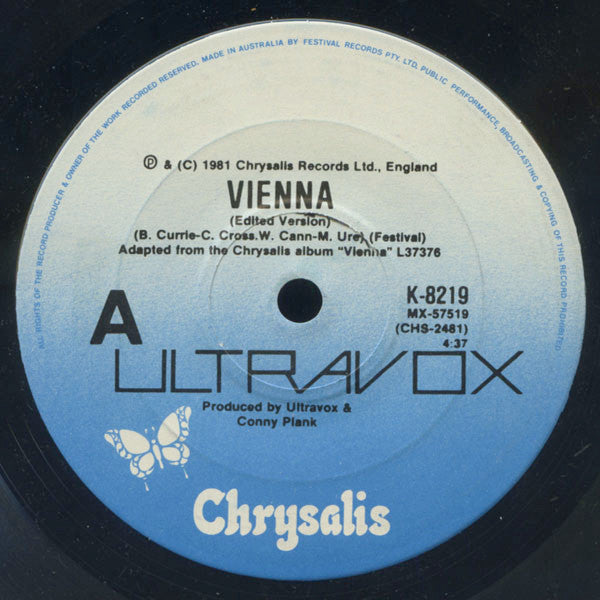 ALL RIGHTS OF THE RECORD PRODUCER & OWNER OF THE WORK RECORDED RESERVED. MADE IN AUSTRALIA BY FESTIVAL RECORDS PTY. LTD. PUBLIC PERFORMANCE, BROADCASTING & COPYING OF THIS RECORD PROHIBITED
℗ & (C) 1981 Chrysalis Records Ltd., England
VIENNA
(Edited Version)
(B. Currie-C. Cross.W. Cann-M. Ure) (Festival)
Adapted from the Chrysalis album "Vienna" L37376
A
K-8219
MX-57519
(CHS-2481)
4:37
ULTRAVOX
Produced by Ultravox &
Conny Plank
Chrysalis